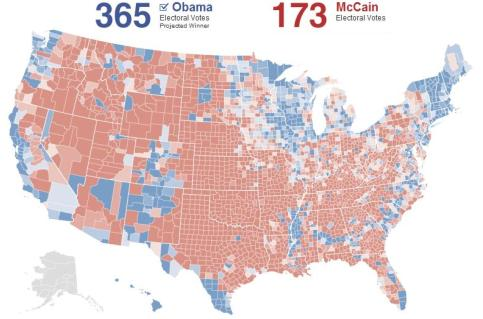 365
Obama
Electoral Votes
Projected Winner
173
McCain
Electoral Votes